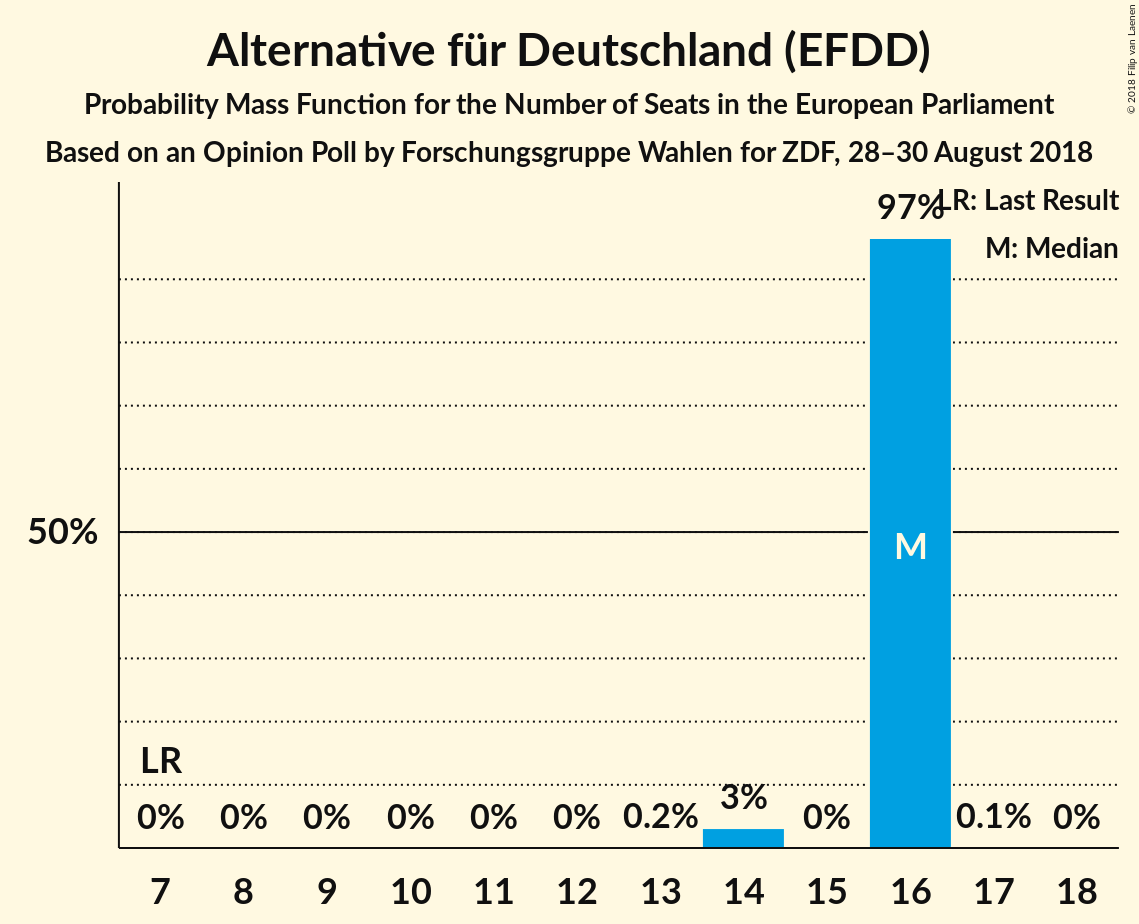 Alternative für Deutschland (EFDD)
Probability Mass Function for the Number of Seats in the European Parliament
Based on an Opinion Poll by Forschungsgruppe Wahlen for ZDF, 28–30 August 2018
© 2018 Filip van Laenen
LR: Last Result
M: Median
97%
50%
M
LR
0% 0% 0% 0% 0% 0% 0.2% 3% 0% 0.1% 0%
7 8 9 10 11 12 13 14 15 16 17 18